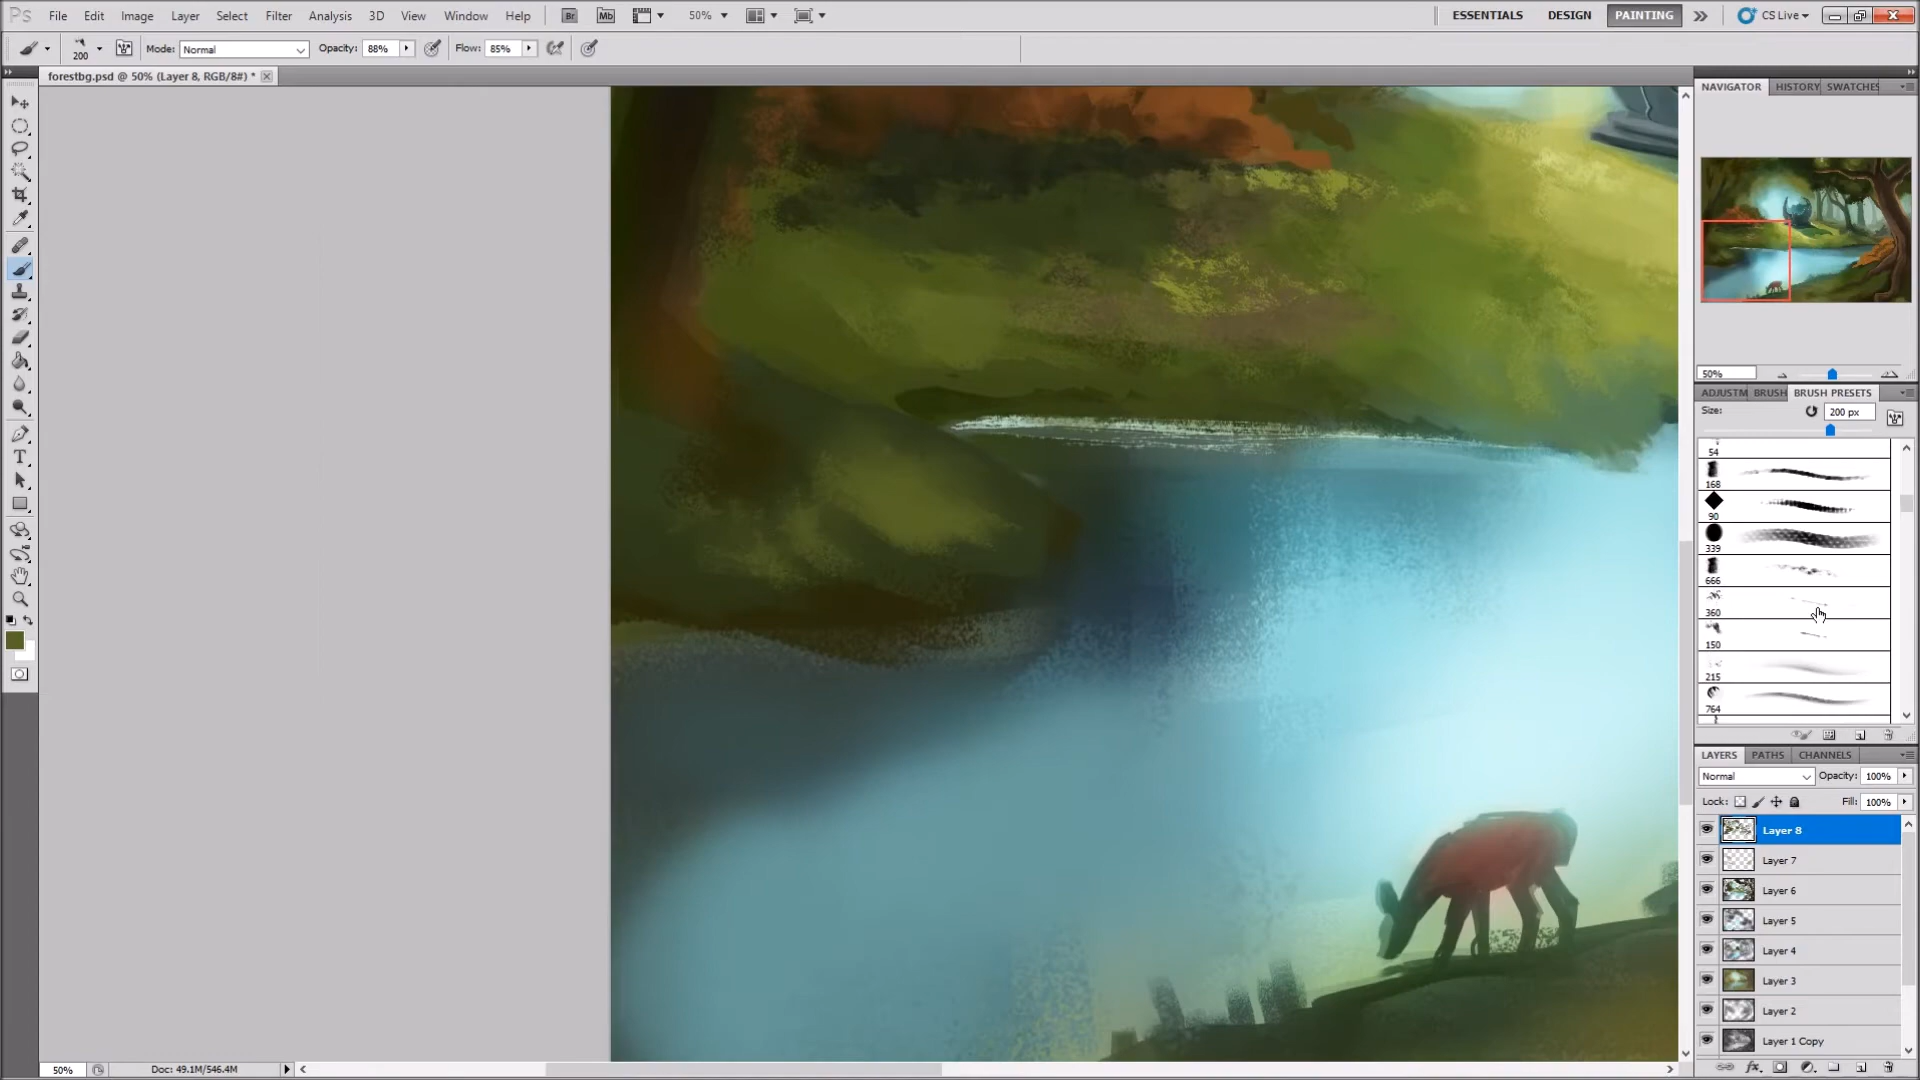 Ps File Edit Image Layer Select Filter Analysis 3D View Window Help Br Mb 50% ESSENTIALS DESIGN PAINTING CS Live
200 Mode: Normal Opacity: 88% Flow: 85%
forestbg.psd @ 50% (Layer 8, RGB/8#) *
NAVIGATOR HISTORY SWATCHES
50%
ADJUSTM BRUSH BRUSH PRESETS
Size: 200 px
54
168
90
339
666
360
150
215
764
LAYERS PATHS CHANNELS
Normal Opacity: 100%
Lock: Fill: 100%
Layer 8
Layer 7
Layer 6
Layer 5
Layer 4
Layer 3
Layer 2
Layer 1 Copy
50% Doc: 49.1M/546.4M